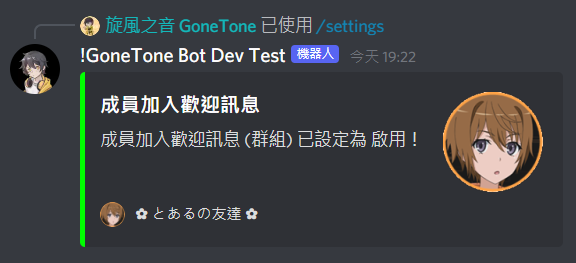 旋風之音 GoneTone 已使用 /settings
!GoneTone Bot Dev Test 機器人 今天 19:22
成員加入歡迎訊息
成員加入歡迎訊息 (群組) 已設定為 啟用！
✿ とあるの友達 ✿